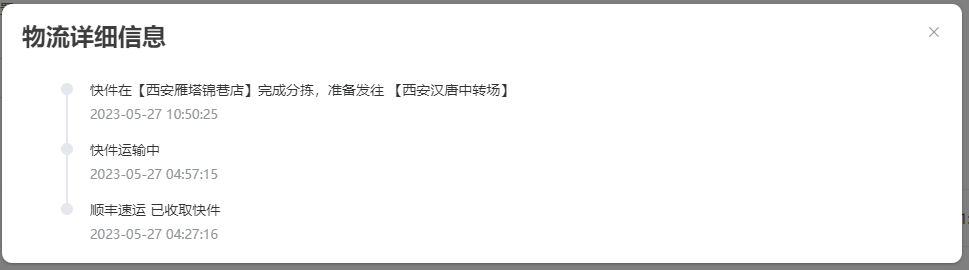 物流详细信息
快件在【西安雁塔锦巷店】完成分拣，准备发往 【西安汉唐中转场】
2023-05-27 10:50:25
快件运输中
2023-05-27 04:57:15
顺丰速运 已收取快件
2023-05-27 04:27:16